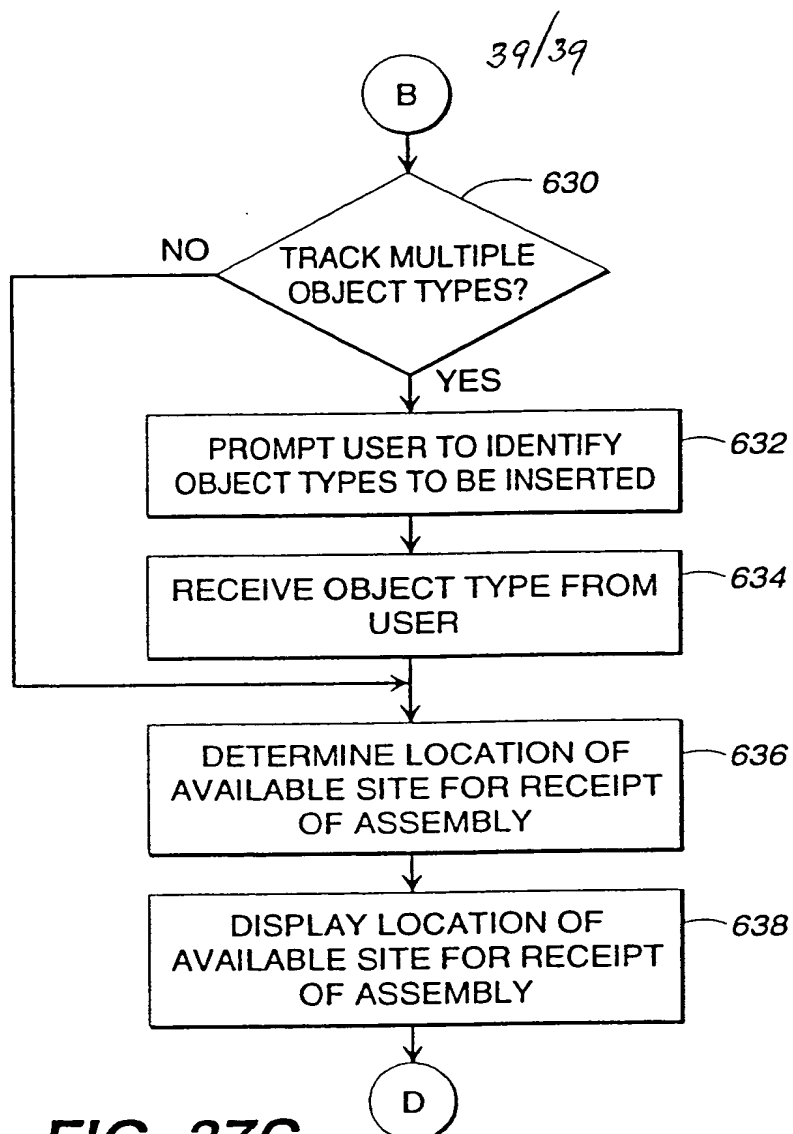 39/39
B
630
NO
TRACK MULTIPLE
OBJECT TYPES?
YES
PROMPT USER TO IDENTIFY
OBJECT TYPES TO BE INSERTED
632
RECEIVE OBJECT TYPE FROM
USER
634
DETERMINE LOCATION OF
AVAILABLE SITE FOR RECEIPT
OF ASSEMBLY
636
DISPLAY LOCATION OF
AVAILABLE SITE FOR RECEIPT
OF ASSEMBLY
638
D
FIG. 37C